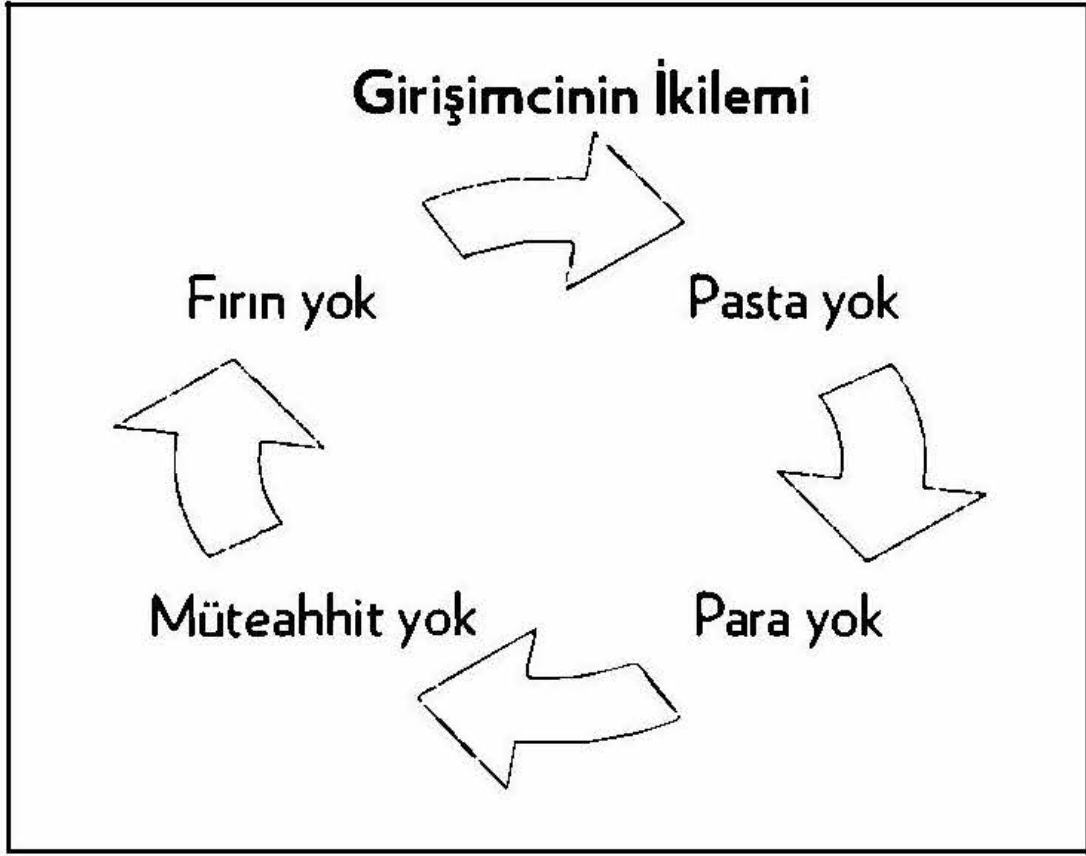 Girişimcinin İkilemi
Fırın yok
Pasta yok
Müteahhit yok
Para yok